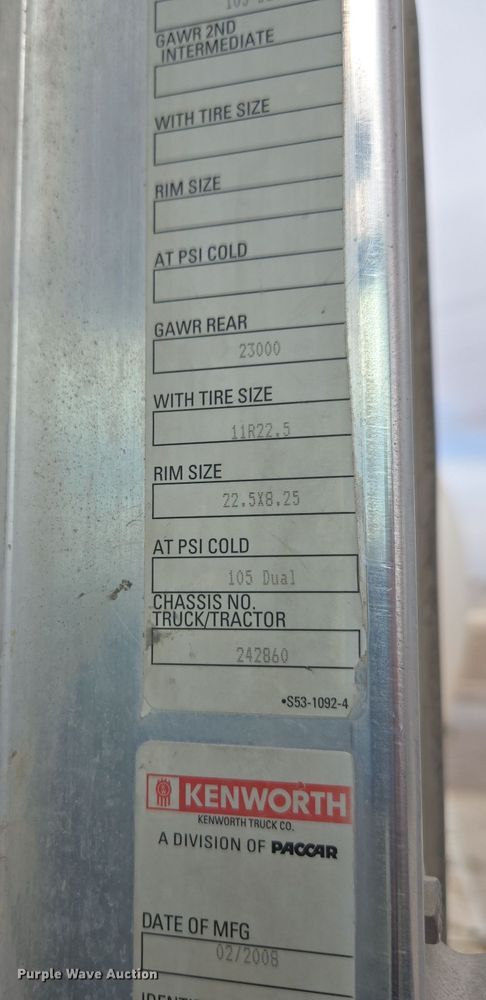 GAWR 2ND
INTERMEDIATE
WITH TIRE SIZE
RIM SIZE
AT PSI COLD
GAWR REAR
23000
WITH TIRE SIZE
11R22.5
RIM SIZE
22.5X8.25
AT PSI COLD
105 Dual
CHASSIS NO.
TRUCK/TRACTOR
242860
•S53-1092-4
KENWORTH
KENWORTH TRUCK CO.
A DIVISION OF PACCAR
DATE OF MFG
02/2008
Purple Wave Auction